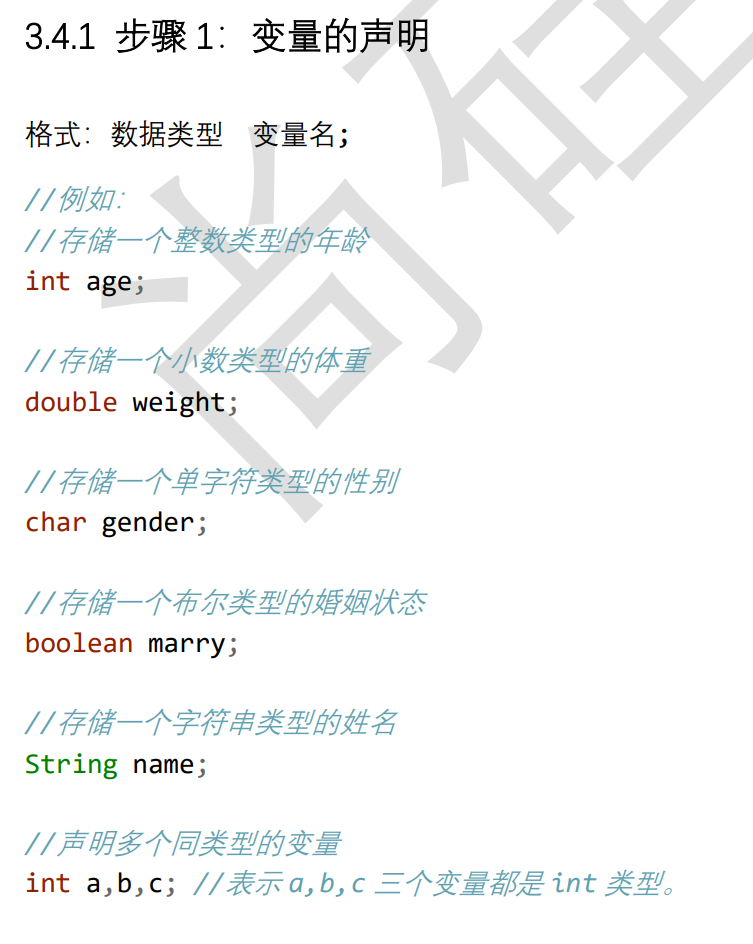 3.4.1 步骤 1：变量的声明
格式：数据类型 变量名;
//例如：
//存储一个整数类型的年龄
int age;
//存储一个小数类型的体重
double weight;
//存储一个单字符类型的性别
char gender;
//存储一个布尔类型的婚姻状态
boolean marry;
//存储一个字符串类型的姓名
String name;
//声明多个同类型的变量
int a,b,c; //表示 a,b,c 三个变量都是 int 类型。
尚硅